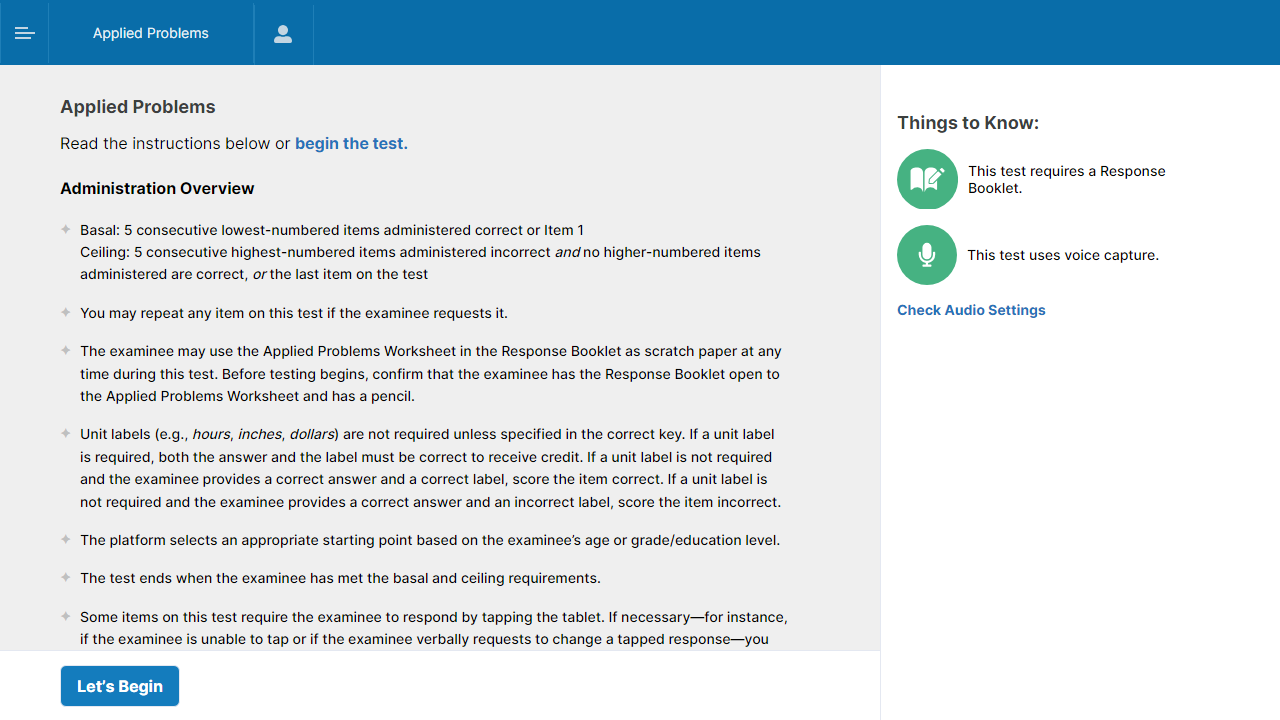 Applied Problems
Applied Problems
Read the instructions below or begin the test.
Administration Overview
Basal: 5 consecutive lowest-numbered items administered correct or Item 1
Ceiling: 5 consecutive highest-numbered items administered incorrect and no higher-numbered items
administered are correct, or the last item on the test
You may repeat any item on this test if the examinee requests it.
The examinee may use the Applied Problems Worksheet in the Response Booklet as scratch paper at any
time during this test. Before testing begins, confirm that the examinee has the Response Booklet open to
the Applied Problems Worksheet and has a pencil.
Unit labels (e.g., hours, inches, dollars) are not required unless specified in the correct key. If a unit label
is required, both the answer and the label must be correct to receive credit. If a unit label is not required
and the examinee provides a correct answer and a correct label, score the item correct. If a unit label is
not required and the examinee provides a correct answer and an incorrect label, score the item incorrect.
The platform selects an appropriate starting point based on the examinee’s age or grade/education level.
The test ends when the examinee has met the basal and ceiling requirements.
Some items on this test require the examinee to respond by tapping the tablet. If necessary—for instance,
if the examinee is unable to tap or if the examinee verbally requests to change a tapped response—you
Let’s Begin
Things to Know:
This test requires a Response
Booklet.
This test uses voice capture.
Check Audio Settings